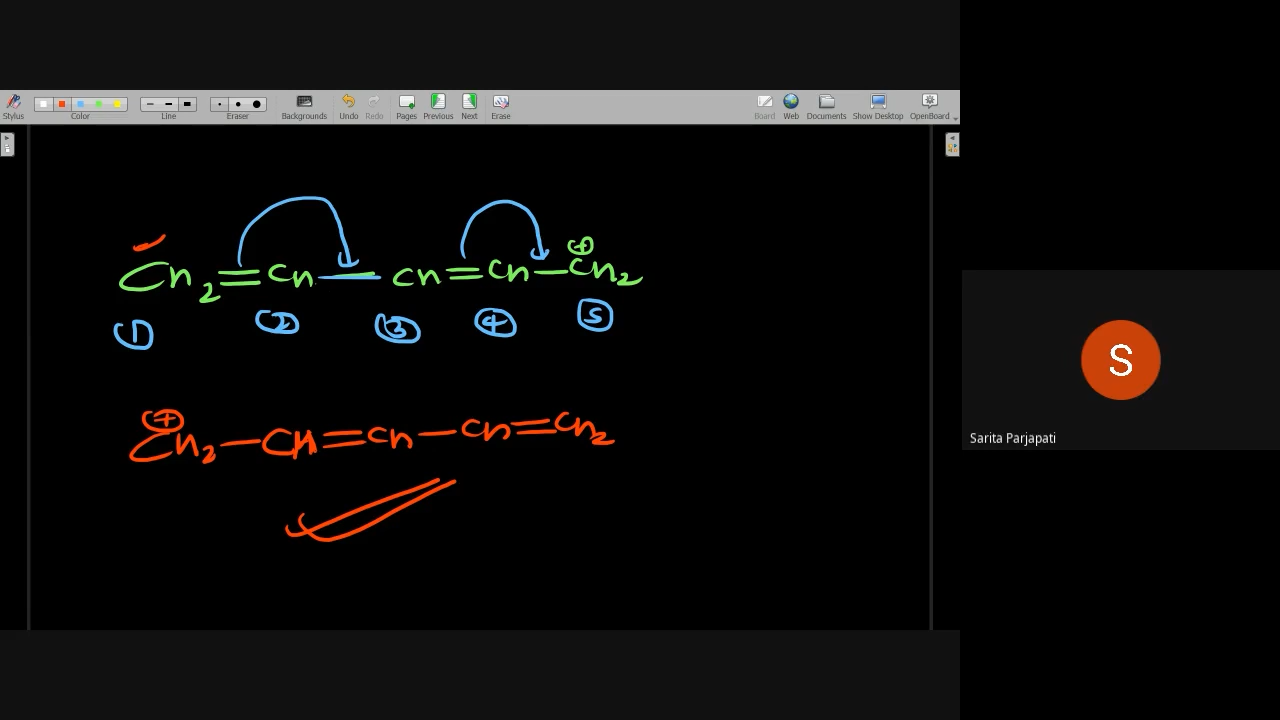 Stylus Color Line Eraser Backgrounds Undo Redo Pages Previous Next Erase Board Web Documents Show Desktop OpenBoard
CH₂=CH—CH=CH—⊕CH₂
① ② ③ ④ ⑤
⊕CH₂—CH=CH—CH=CH₂
S
Sarita Parjapati